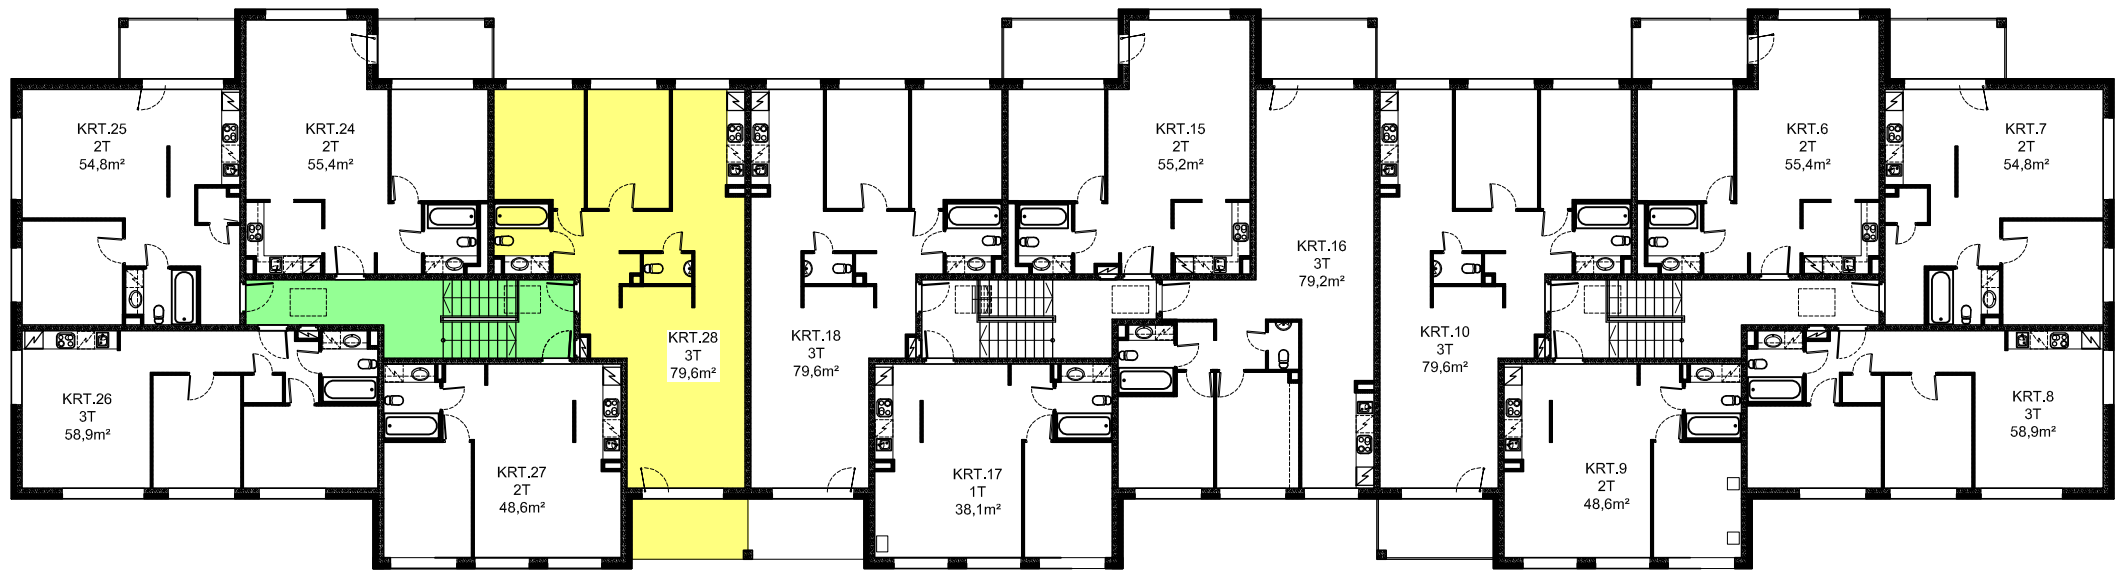 KRT.25
2T
54,8m²
KRT.24
2T
55,4m²
KRT.15
2T
55,2m²
KRT.6
2T
55,4m²
KRT.7
2T
54,8m²
KRT.16
3T
79,2m²
KRT.28
3T
79,6m²
KRT.18
3T
79,6m²
KRT.10
3T
79,6m²
KRT.26
3T
58,9m²
KRT.8
3T
58,9m²
KRT.27
2T
48,6m²
KRT.17
1T
38,1m²
KRT.9
2T
48,6m²